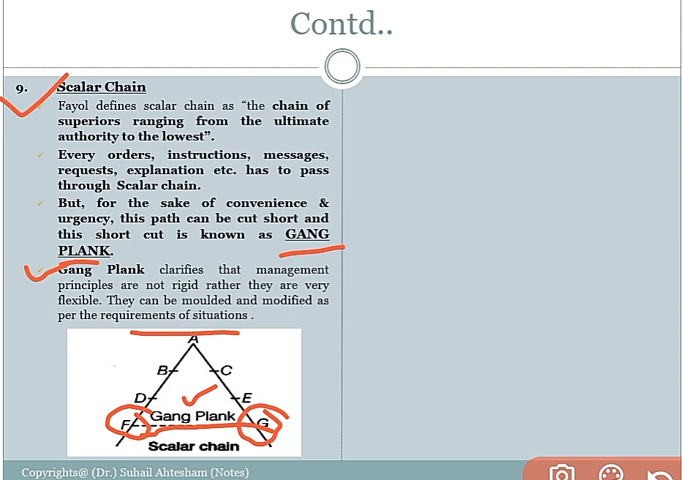 Contd..
9. Scalar Chain
Fayol defines scalar chain as “the chain of
superiors ranging from the ultimate
authority to the lowest”.
Every orders, instructions, messages,
requests, explanation etc. has to pass
through Scalar chain.
But, for the sake of convenience &
urgency, this path can be cut short and
this short cut is known as GANG
PLANK.
Gang Plank clarifies that management
principles are not rigid rather they are very
flexible. They can be moulded and modified as
per the requirements of situations .
A
B C
D E
Gang Plank
F G
Scalar chain
Copyrights@ (Dr.) Suhail Ahtesham (Notes)